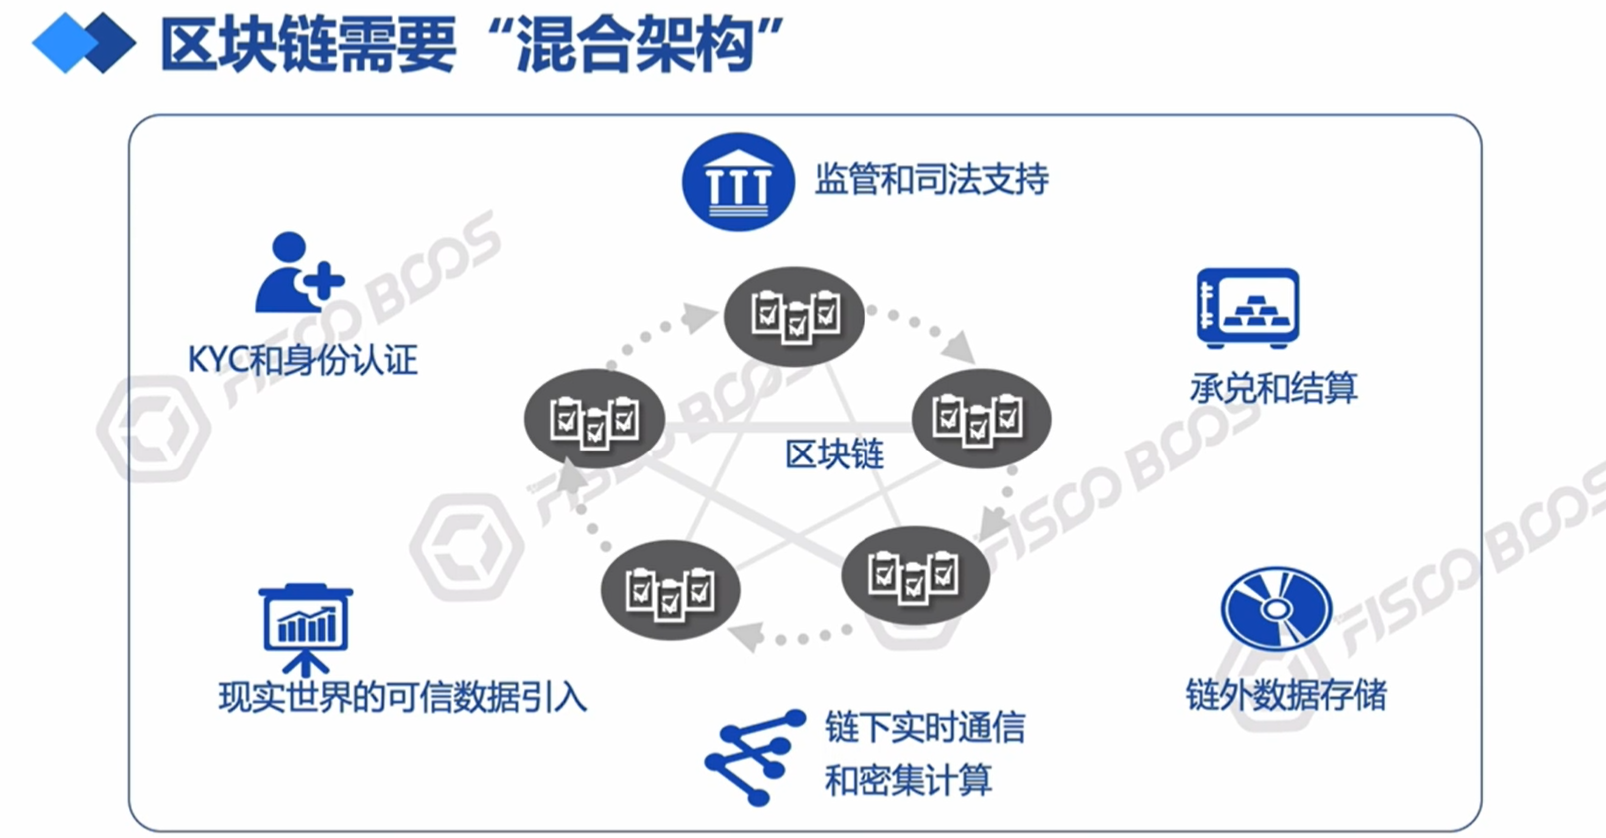 区块链需要“混合架构”
监管和司法支持
KYC和身份认证
承兑和结算
区块链
现实世界的可信数据引入
链外数据存储
链下实时通信
和密集计算
FISCO BCOS
FISCO BCOS
FISCO BCOS
FISCO BCOS